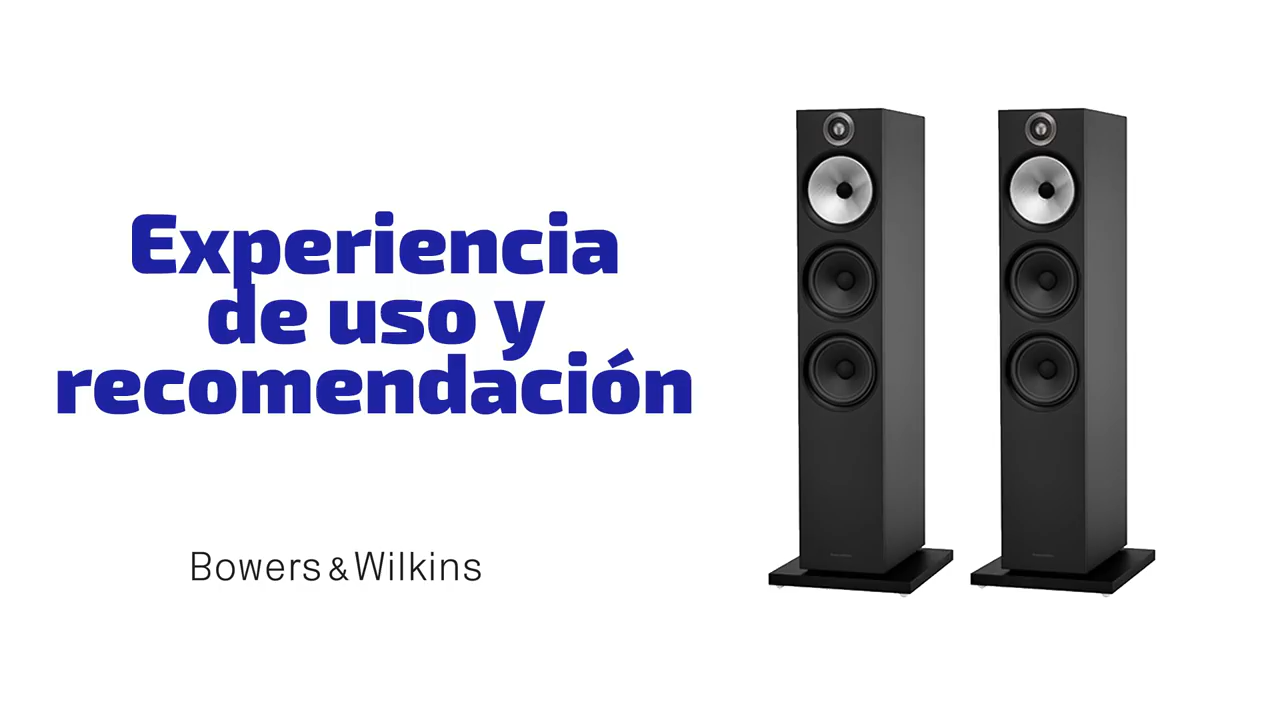 Experiencia
de uso y
recomendación
Bowers & Wilkins